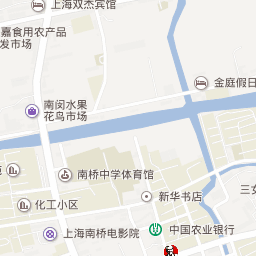 上海双杰宾馆
嘉食用农产品
发市场
金庭假日
南闵水果
花鸟市场
南桥中学体育馆
新华书店
三女
化工小区
上海南桥电影院
中国农业银行